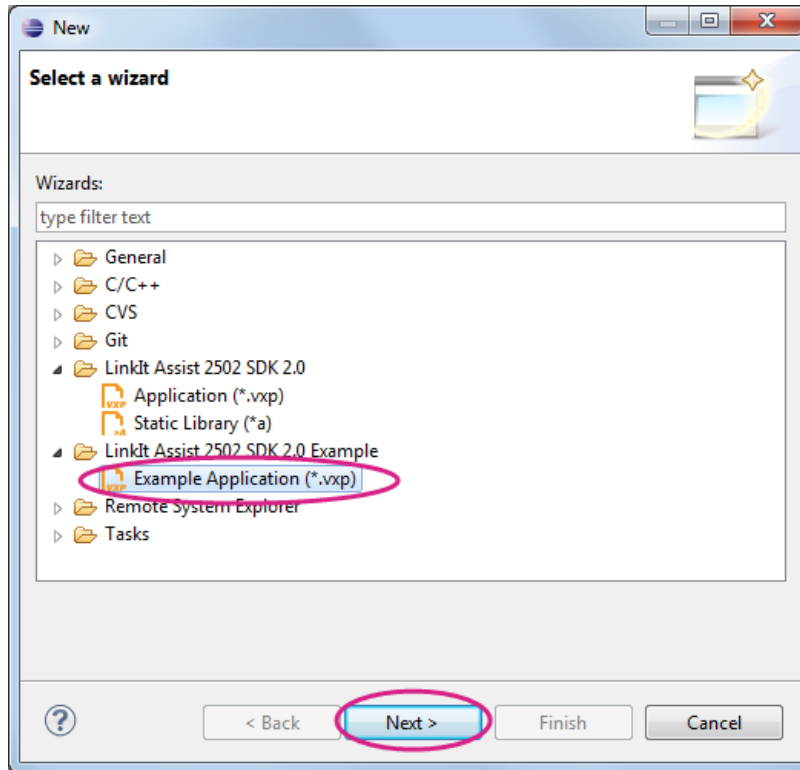 New
Select a wizard
Wizards:
type filter text
General
C/C++
CVS
Git
LinkIt Assist 2502 SDK 2.0
VXP Application (*.vxp)
>A Static Library (*a)
LinkIt Assist 2502 SDK 2.0 Example
VXP Example Application (*.vxp)
Remote System Explorer
Tasks
? < Back Next > Finish Cancel